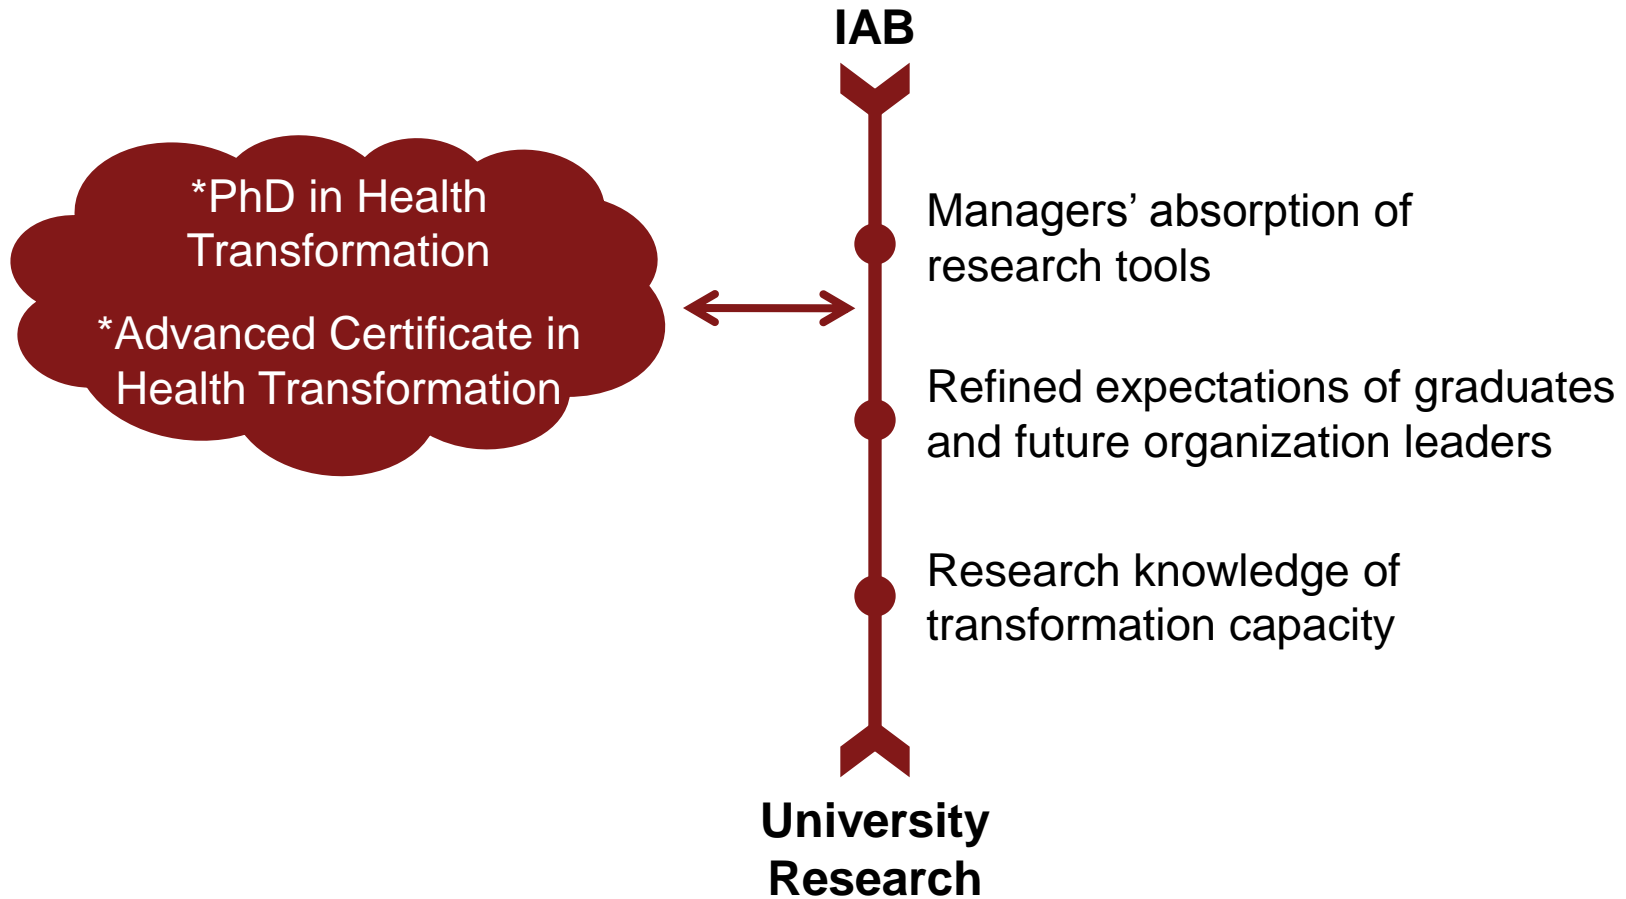 IAB
*PhD in Health
Transformation
*Advanced Certificate in
Health Transformation
Managers’ absorption of
research tools
Refined expectations of graduates
and future organization leaders
Research knowledge of
transformation capacity
University
Research